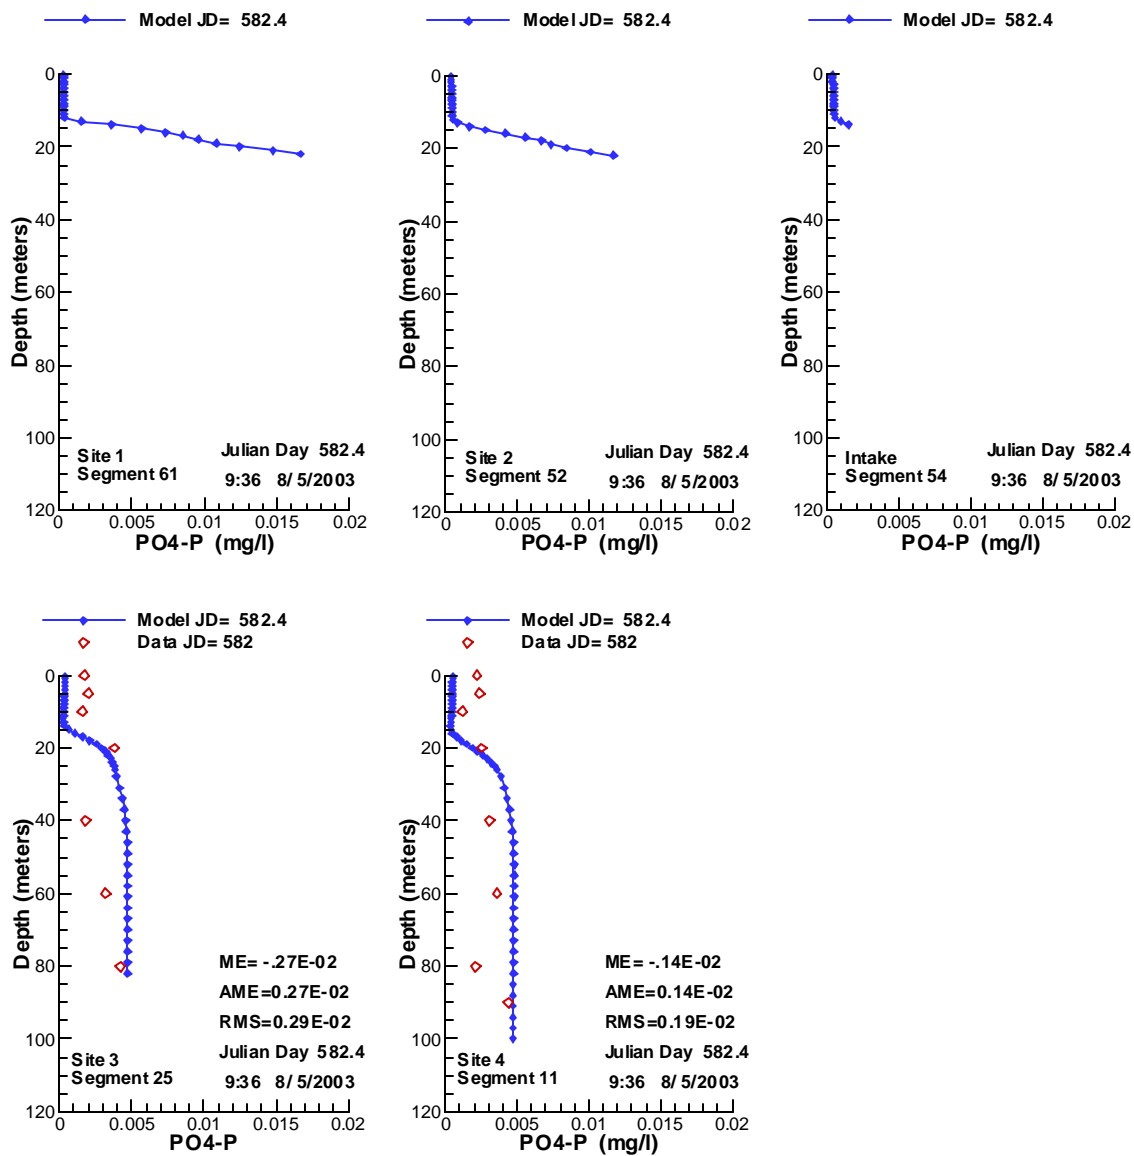 Model JD= 582.4
0
20
40
60
80
100
120
Depth (meters)
Site 1
Segment 61
Julian Day 582.4
9:36 8/ 5/2003
0 0.005 0.01 0.015 0.02
PO4-P (mg/l)
Model JD= 582.4
0
20
40
60
80
100
120
Depth (meters)
Site 2
Segment 52
Julian Day 582.4
9:36 8/ 5/2003
0 0.005 0.01 0.015 0.02
PO4-P (mg/l)
Model JD= 582.4
0
20
40
60
80
100
120
Depth (meters)
Intake
Segment 54
Julian Day 582.4
9:36 8/ 5/2003
0 0.005 0.01 0.015 0.02
PO4-P (mg/l)
Model JD= 582.4
Data JD= 582
0
20
40
60
80
100
120
Depth (meters)
ME= -.27E-02
AME=0.27E-02
RMS=0.29E-02
Site 3
Segment 25
Julian Day 582.4
9:36 8/ 5/2003
0 0.005 0.01 0.015 0.02
PO4-P
Model JD= 582.4
Data JD= 582
0
20
40
60
80
100
120
Depth (meters)
ME= -.14E-02
AME=0.14E-02
RMS=0.19E-02
Site 4
Segment 11
Julian Day 582.4
9:36 8/ 5/2003
0 0.005 0.01 0.015 0.02
PO4-P (mg/l)